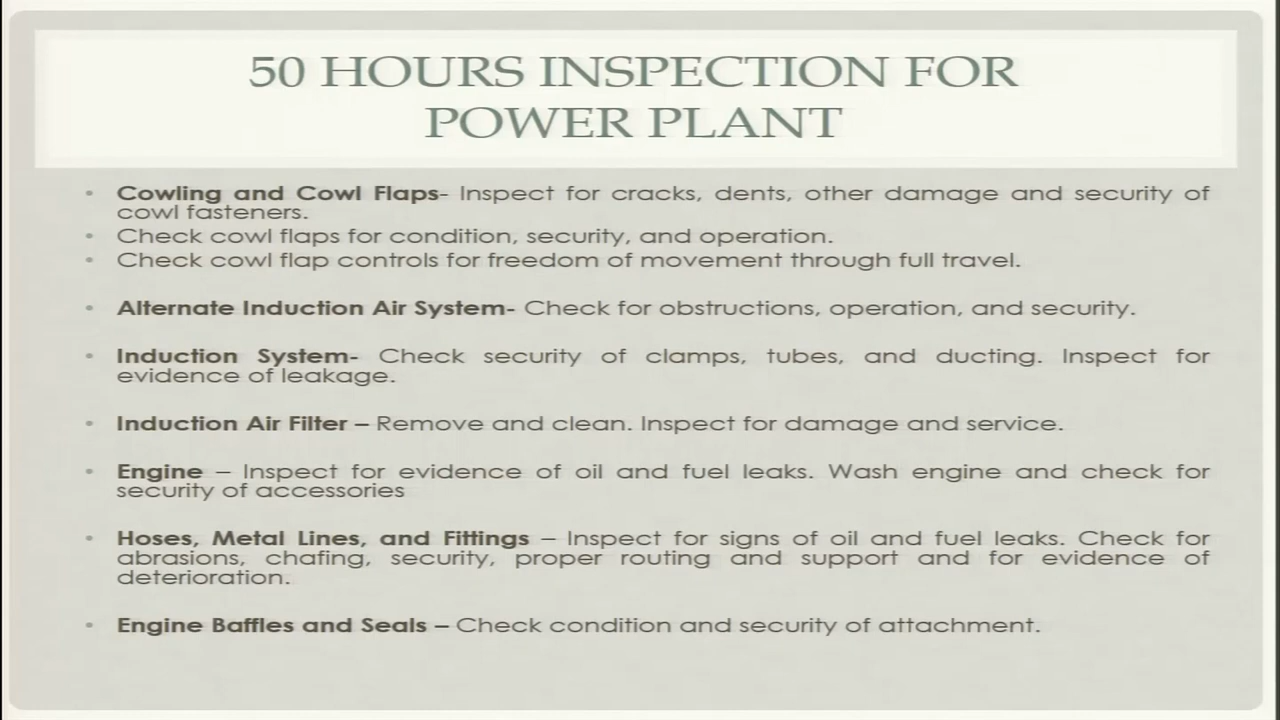 50 HOURS INSPECTION FOR
POWER PLANT
• Cowling and Cowl Flaps- Inspect for cracks, dents, other damage and security of
cowl fasteners.
• Check cowl flaps for condition, security, and operation.
• Check cowl flap controls for freedom of movement through full travel.
• Alternate Induction Air System- Check for obstructions, operation, and security.
• Induction System- Check security of clamps, tubes, and ducting. Inspect for
evidence of leakage.
• Induction Air Filter – Remove and clean. Inspect for damage and service.
• Engine – Inspect for evidence of oil and fuel leaks. Wash engine and check for
security of accessories
• Hoses, Metal Lines, and Fittings – Inspect for signs of oil and fuel leaks. Check for
abrasions, chafing, security, proper routing and support and for evidence of
deterioration.
• Engine Baffles and Seals – Check condition and security of attachment.